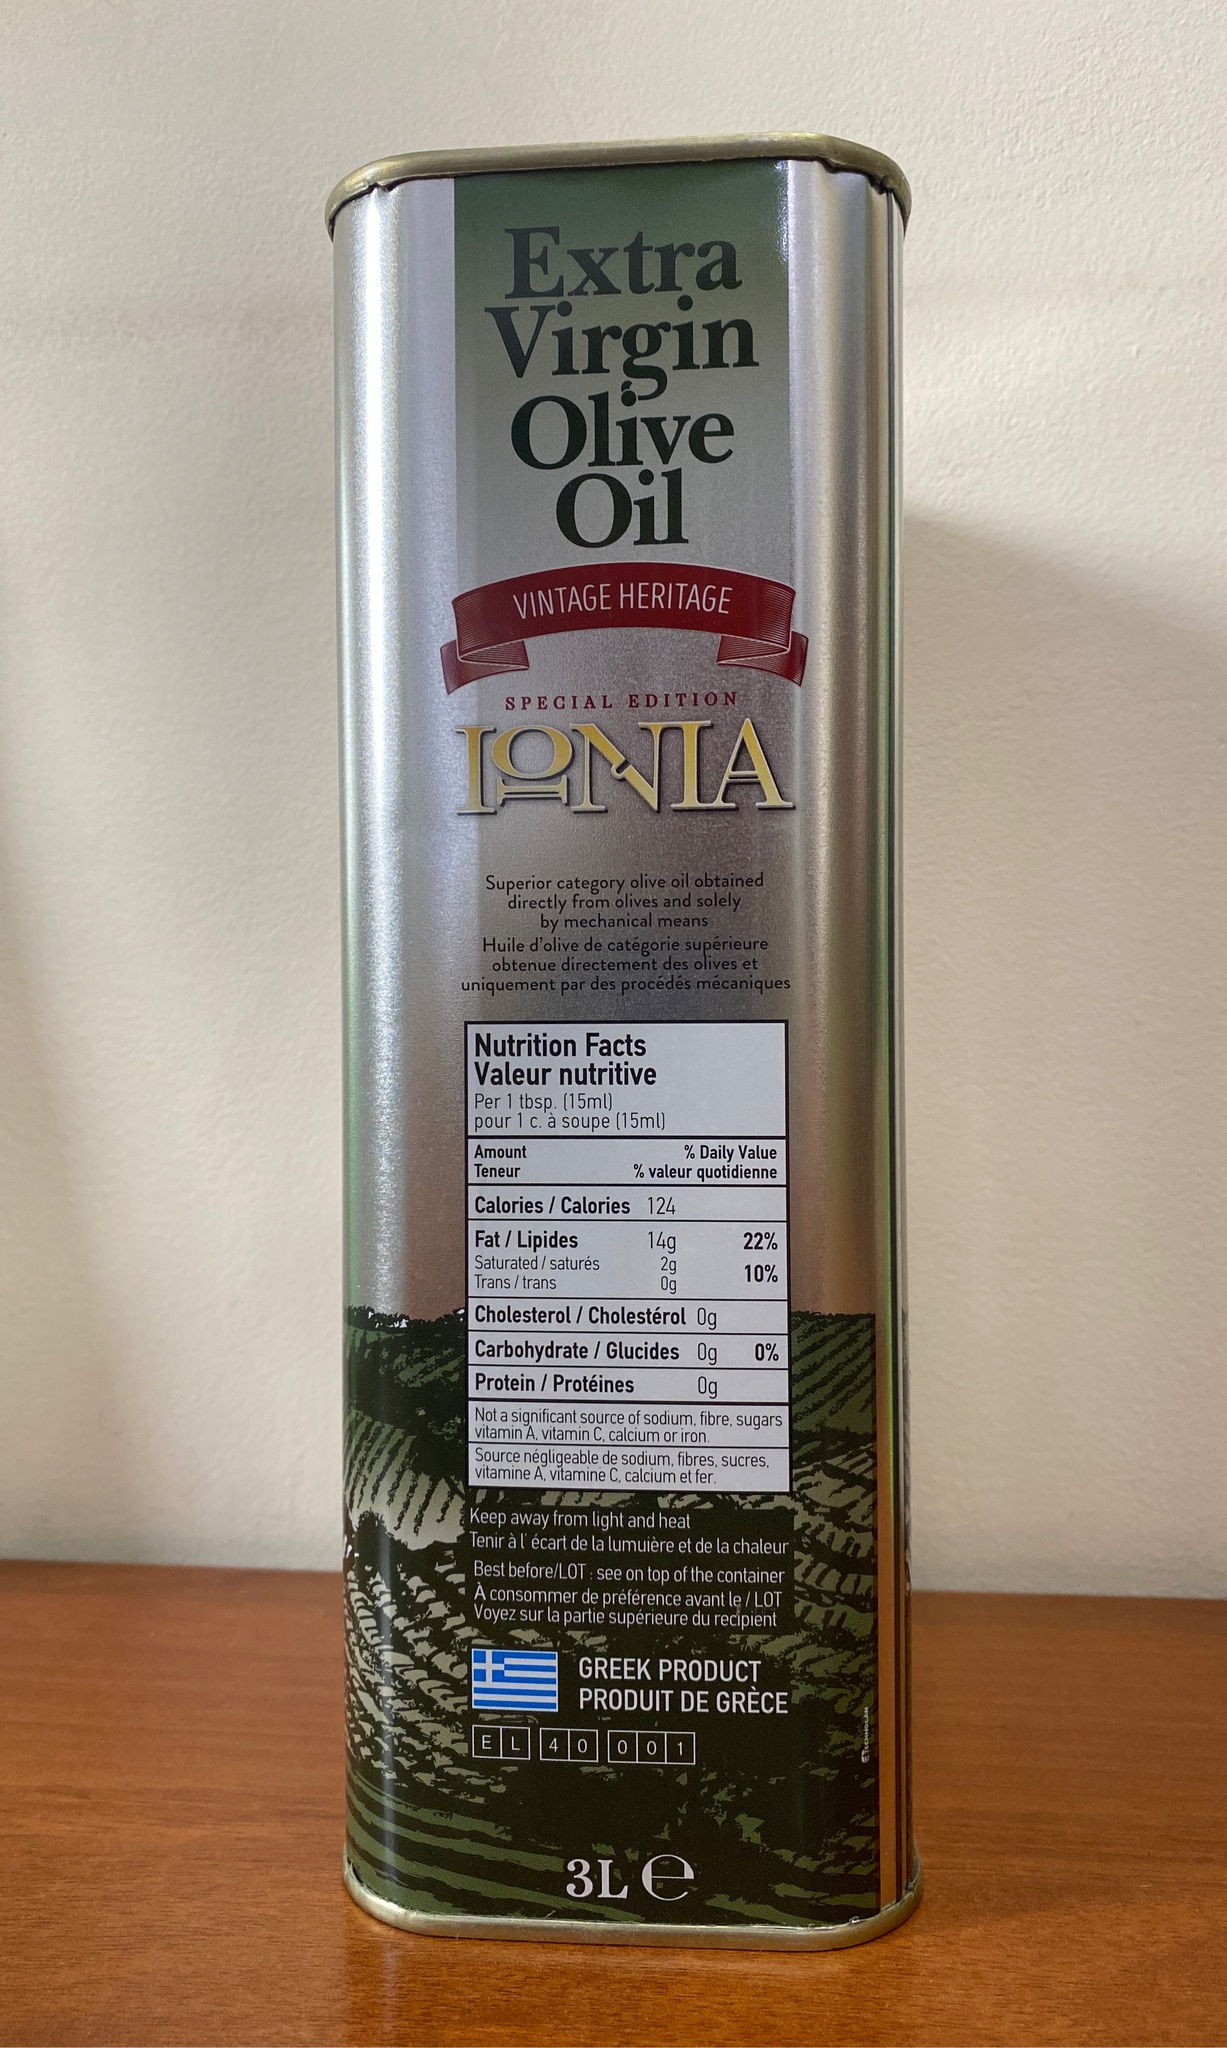 Extra
Virgin
Olive
Oil
VINTAGE HERITAGE
SPECIAL EDITION
IONIA
Superior category olive oil obtained
directly from olives and solely
by mechanical means
Huile d'olive de catégorie supérieure
obtenue directement des olives et
uniquement par des procédés mécaniques
Nutrition Facts
Valeur nutritive
Per 1 tbsp. (15ml)
pour 1 c. à soupe (15ml)
Amount % Daily Value
Teneur % valeur quotidienne
Calories / Calories 124
Fat / Lipides 14g 22%
Saturated / saturés 2g 10%
Trans / trans 0g
Cholesterol / Cholestérol 0g
Carbohydrate / Glucides 0g 0%
Protein / Protéines 0g
Not a significant source of sodium, fibre, sugars
vitamin A, vitamin C, calcium or iron.
Source négligeable de sodium, fibres, sucres,
vitamine A, vitamine C, calcium et fer.
Keep away from light and heat
Tenir à l' écart de la lumuière et de la chaleur
Best before/LOT : see on top of the container
À consommer de préférence avant le / LOT
Voyez sur la partie supérieure du recipient
GREEK PRODUCT
PRODUIT DE GRÈCE
EL 40 001
3L ℮